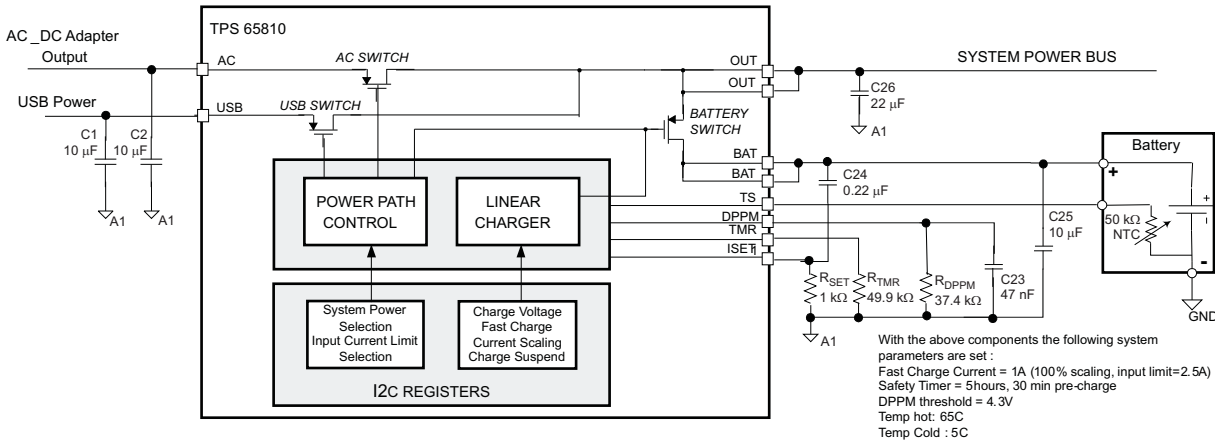 TPS 65810
AC _DC Adapter
Output
AC
AC SWITCH
OUT
OUT
SYSTEM POWER BUS
USB Power
USB
USB SWITCH
BATTERY
SWITCH
C26
22 μF
A1
C1
10 μF
C2
10 μF
A1
A1
BAT
BAT
C24
0.22 μF
Battery
+
+
-
-
POWER PATH
CONTROL
LINEAR
CHARGER
TS
DPPM
TMR
ISET1
C25
10 μF
50 kΩ
NTC
RSET
1 kΩ
RTMR
49.9 kΩ
RDPPM
37.4 kΩ
C23
47 nF
A1
GND
System Power
Selection
Input Current Limit
Selection
Charge Voltage
Fast Charge
Current Scaling
Charge Suspend
I2C REGISTERS
With the above components the following system
parameters are set :
Fast Charge Current = 1A (100% scaling, input limit=2.5A)
Safety Timer = 5hours, 30 min pre-charge
DPPM threshold = 4.3V
Temp hot: 65C
Temp Cold : 5C